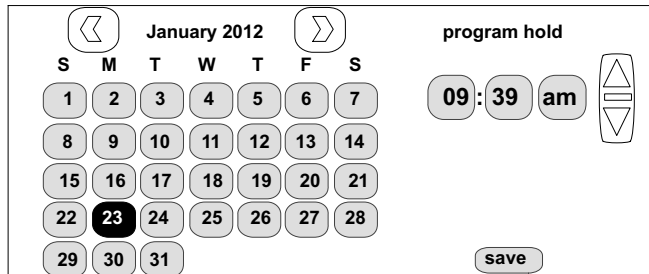 January 2012
program hold
S M T W T F S
1 2 3 4 5 6 7
09 : 39 am
8 9 10 11 12 13 14
15 16 17 18 19 20 21
22 23 24 25 26 27 28
29 30 31
save